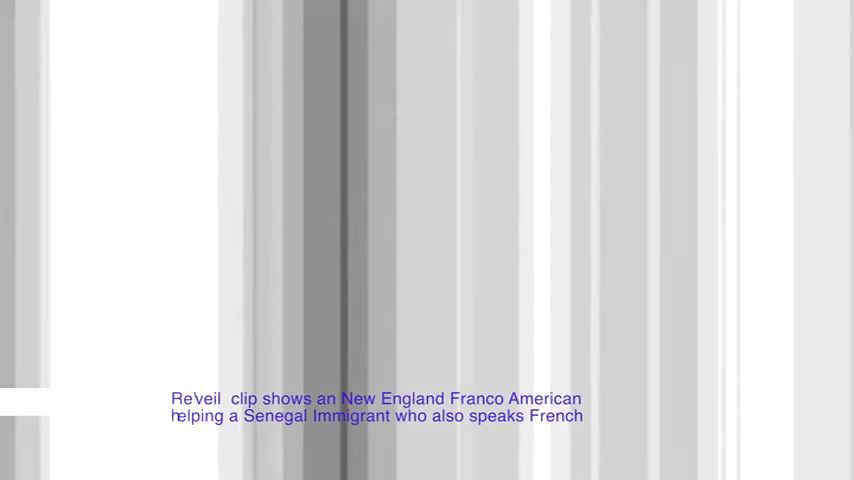 Re'veil clip shows an New England Franco American
helping a Senegal Immigrant who also speaks French